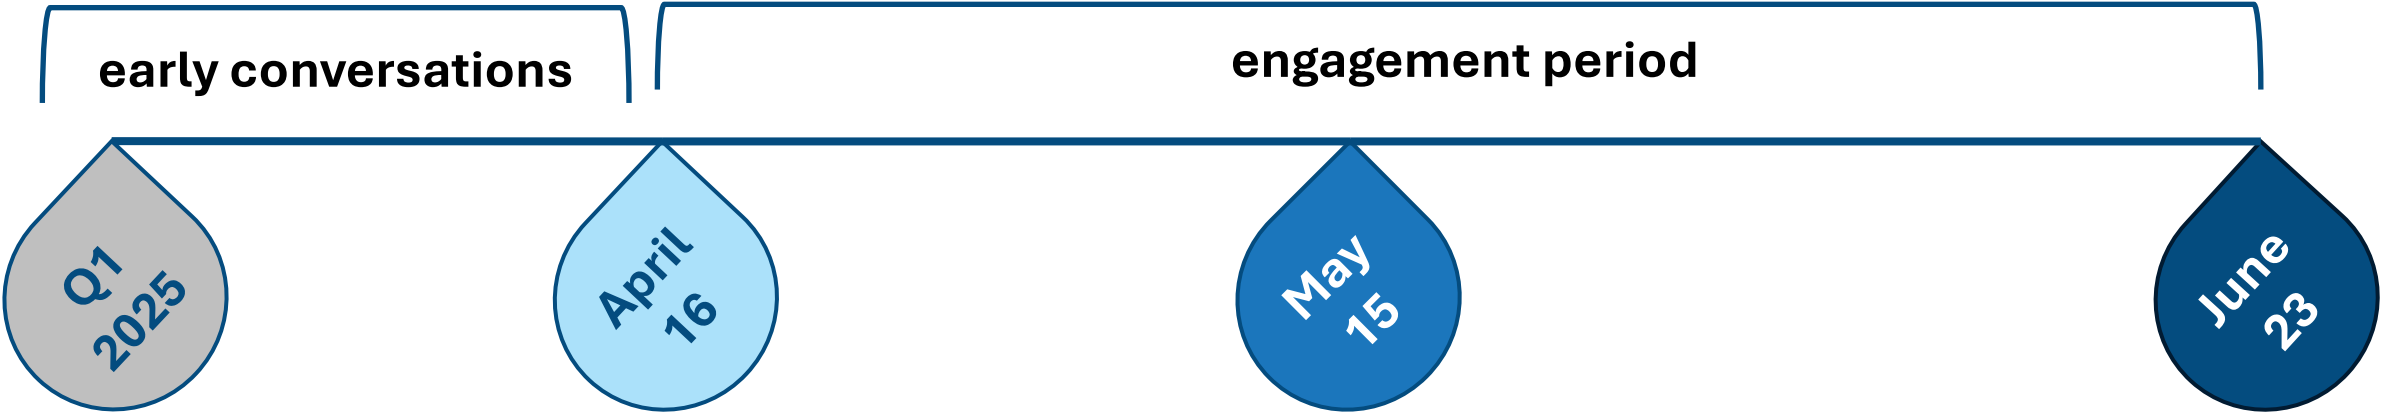 early conversations
engagement period
Q1
2025
April
16
May
15
June
23